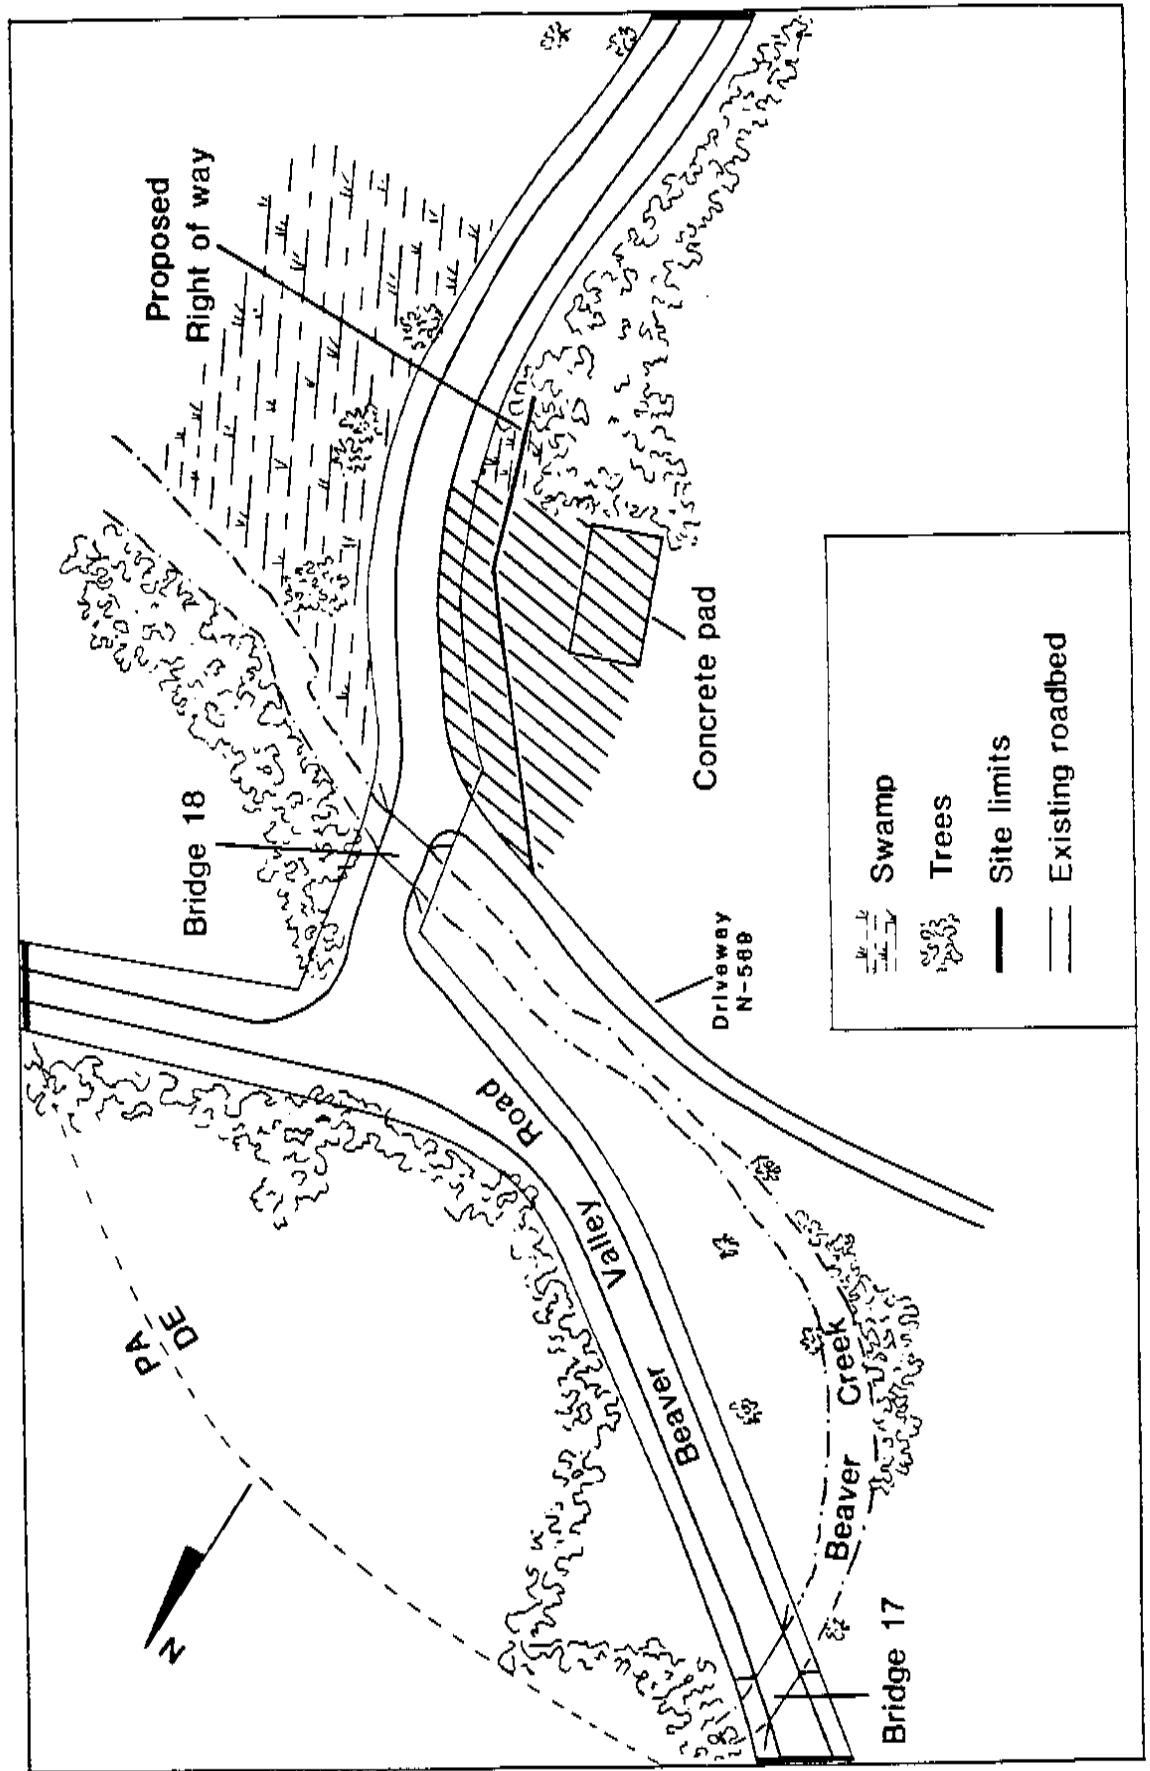 Proposed
Right of way
Bridge 18
Concrete pad
Driveway
N-589
PA
DE
Beaver Valley Road
N
Beaver Creek
Bridge 17
Swamp
Trees
Site limits
Existing roadbed